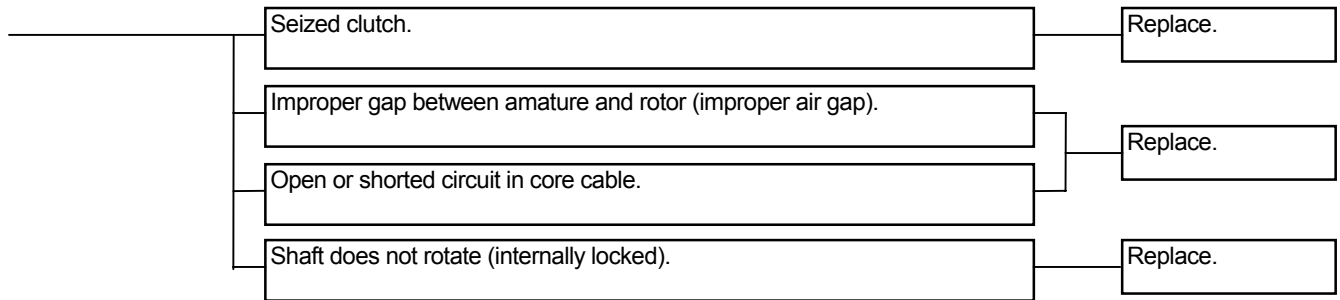 Seized clutch.
Replace.
Improper gap between amature and rotor (improper air gap).
Open or shorted circuit in core cable.
Replace.
Shaft does not rotate (internally locked).
Replace.